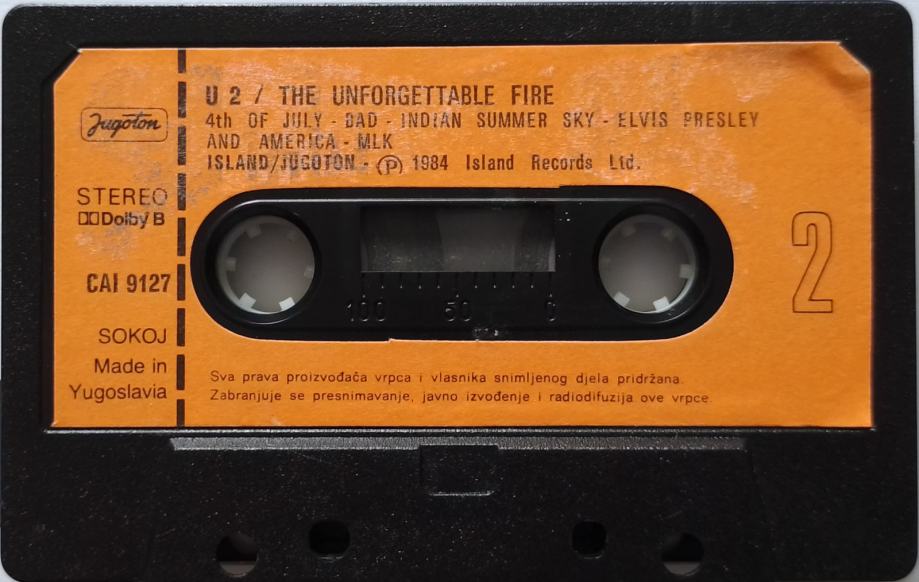 U 2 / THE UNFORGETTABLE FIRE
4th OF JULY - BAD - INDIAN SUMMER SKY - ELVIS PRESLEY
AND AMERICA - MLK
ISLAND/JUGOTON - Ⓟ 1984 Island Records Ltd.
Jugoton
STEREO
Dolby B
CAI 9127
SOKOJ
Made in
Yugoslavia
2
100 50 0
Sva prava proizvođača vrpca i vlasnika snimljenog djela pridržana.
Zabranjuje se presnimavanje, javno izvođenje i radiodifuzija ove vrpce.